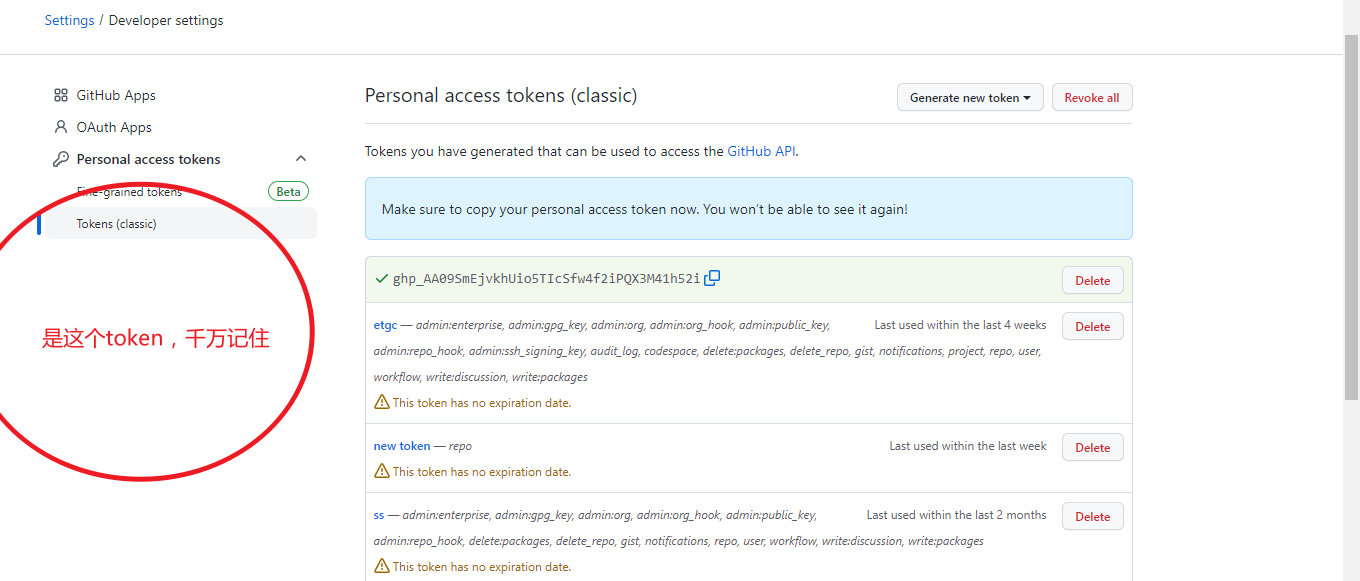 Settings / Developer settings
GitHub Apps
OAuth Apps
Personal access tokens
Fine-grained tokens Beta
Tokens (classic)
是这个token，千万记住
Personal access tokens (classic)
Generate new token
Revoke all
Tokens you have generated that can be used to access the GitHub API.
Make sure to copy your personal access token now. You won't be able to see it again!
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
Delete
etgc — admin:enterprise, admin:gpg_key, admin:org, admin:org_hook, admin:public_key,
Last used within the last 4 weeks
Delete
admin:repo_hook, admin:ssh_signing_key, audit_log, codespace, delete:packages, delete_repo, gist, notifications, project, repo, user,
workflow, write:discussion, write:packages
This token has no expiration date.
new token — repo
Last used within the last week
Delete
This token has no expiration date.
ss — admin:enterprise, admin:gpg_key, admin:org, admin:org_hook, admin:public_key,
Last used within the last 2 months
Delete
admin:repo_hook, delete:packages, delete_repo, gist, notifications, repo, user, workflow, write:discussion, write:packages
This token has no expiration date.